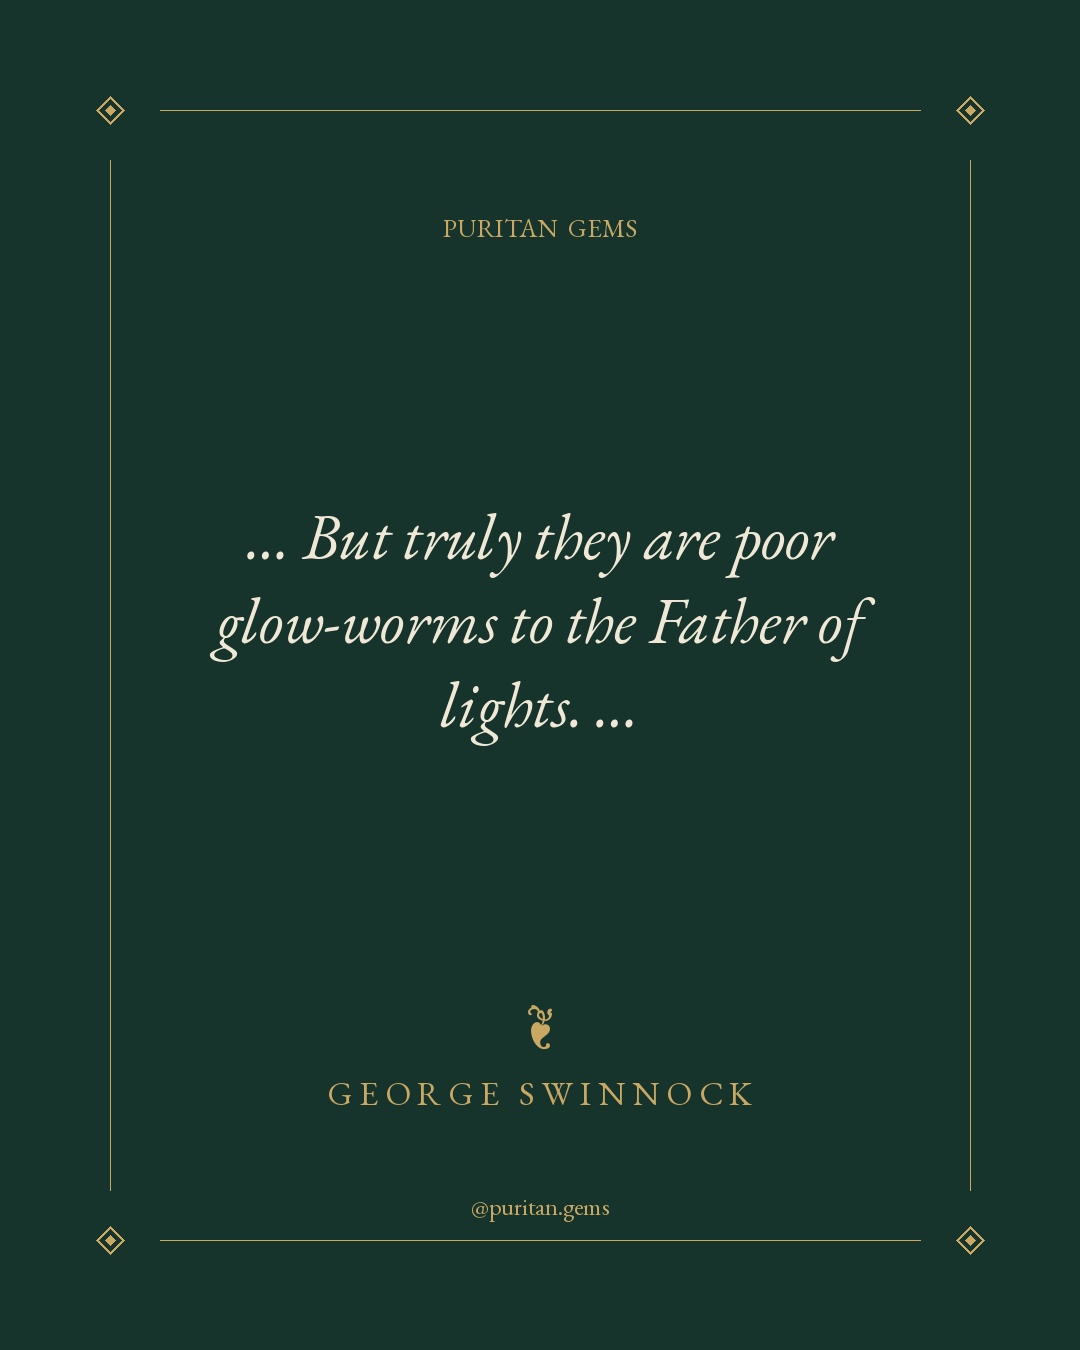 PURITAN GEMS
... But truly they are poor
glow-worms to the Father of
lights. ...
GEORGE SWINNOCK
@puritan.gems